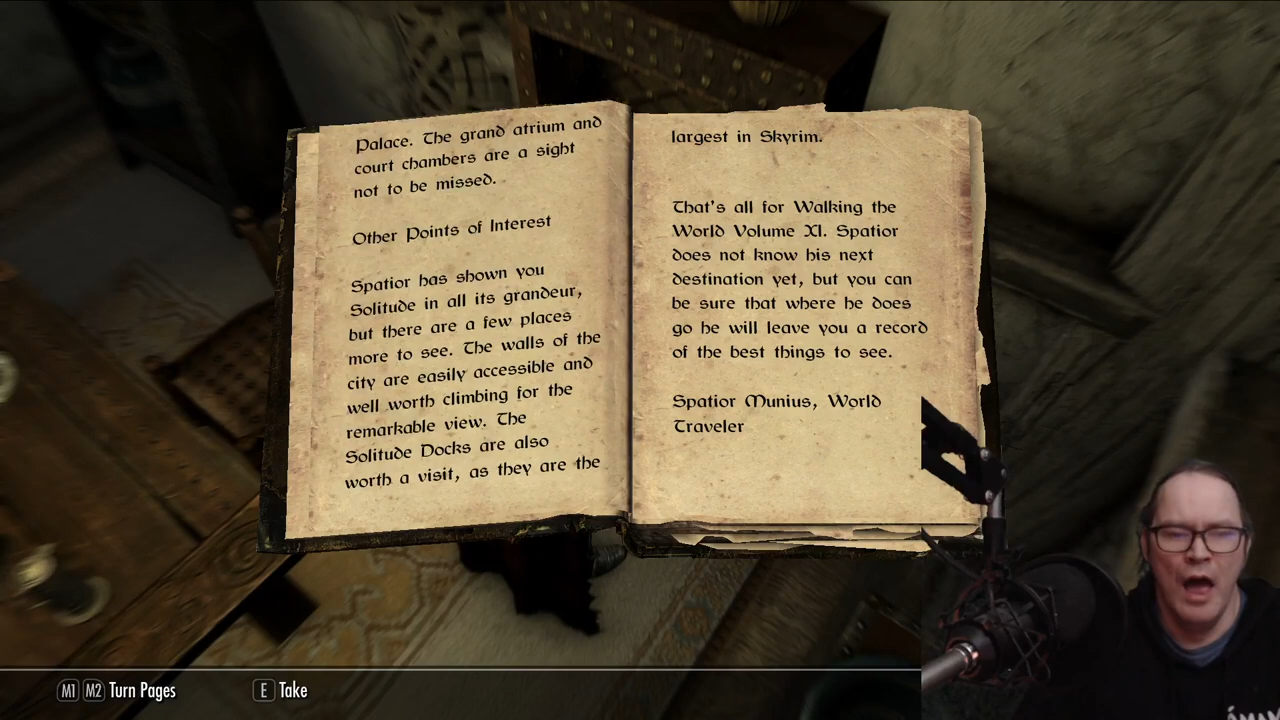 Palace. The grand atrium and
court chambers are a sight
not to be missed.
Other Points of Interest
Spatior has shown you
Solitude in all its grandeur,
but there are a few places
more to see. The walls of the
city are easily accessible and
well worth climbing for the
remarkable view. The
Solitude Docks are also
worth a visit, as they are the
largest in Skyrim.
That's all for Walking the
World Volume XI. Spatior
does not know his next
destination yet, but you can
be sure that where he does
go he will leave you a record
of the best things to see.
Spatior Munius, World
Traveler
M1 M2 Turn Pages
E Take